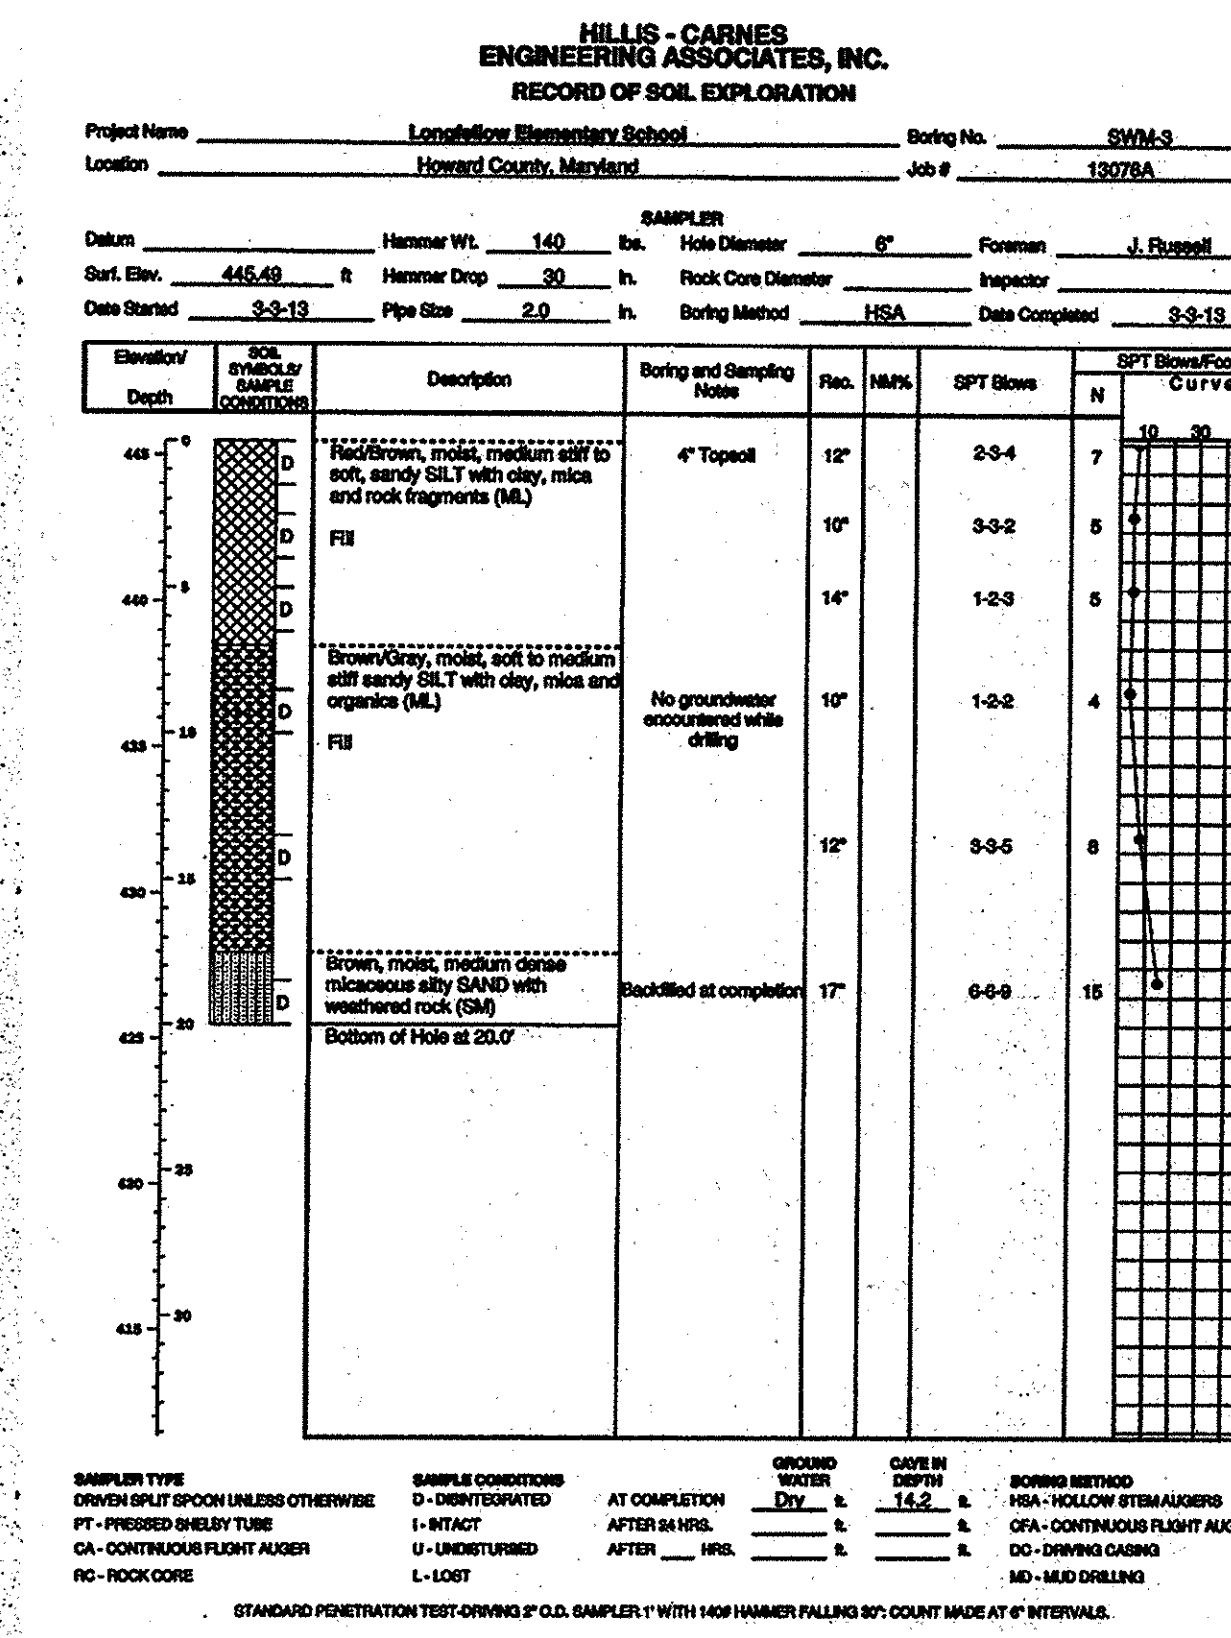 HILLIS - CARNES
ENGINEERING ASSOCIATES, INC.
RECORD OF SOIL EXPLORATION
Project Name Longfellow Elementary School Boring No. SWM-3
Location Howard County, Maryland Job # 13076A
SAMPLER
Datum Hammer Wt. 140 lbs. Hole Diameter 6" Foreman J. Russell
Surf. Elev. 445.49 ft Hammer Drop 30 in. Rock Core Diameter Inspector
Date Started 3-3-13 Pipe Size 2.0 in. Boring Method HSA Date Completed 3-3-13
Elevation/ Depth
SOIL SYMBOLS/ SAMPLE CONDITIONS
Description
Boring and Sampling Notes
Rec. NM% SPT Blows N
SPT Blows/Foo
Curve
10 30
445 0
Red/Brown, moist, medium stiff to
soft, sandy SILT with clay, mica
and rock fragments (ML)
Fill
D 4" Topsoil 12" 2-3-4 7
D 10" 3-3-2 5
440 5
D 14" 1-2-3 5
Brown/Gray, moist, soft to medium
stiff sandy SILT with clay, mica and
organics (ML)
Fill
D 10" 1-2-2 4
No groundwater
encountered while
drilling
435 10
D 12" 3-3-5 8
430 15
Brown, moist, medium dense
micaceous silty SAND with
weathered rock (SM)
D Backfilled at completion 17" 6-6-9 15
425 20
Bottom of Hole at 20.0'
420 25
415 30
SAMPLER TYPE
DRIVEN SPLIT SPOON UNLESS OTHERWISE
PT - PRESSED SHELBY TUBE
CA - CONTINUOUS FLIGHT AUGER
RC - ROCK CORE
SAMPLE CONDITIONS
D - DISINTEGRATED
I - INTACT
U - UNDISTURBED
L - LOST
GROUND WATER CAVE IN DEPTH
AT COMPLETION Dry ft. 14.2 ft.
AFTER 24 HRS. ft. ft.
AFTER HRS. ft. ft.
BORING METHOD
HSA - HOLLOW STEM AUGERS
CFA - CONTINUOUS FLIGHT AUG
DC - DRIVING CASING
MD - MUD DRILLING
STANDARD PENETRATION TEST-DRIVING 2" O.D. SAMPLER 1' WITH 140# HAMMER FALLING 30"; COUNT MADE AT 6" INTERVALS.